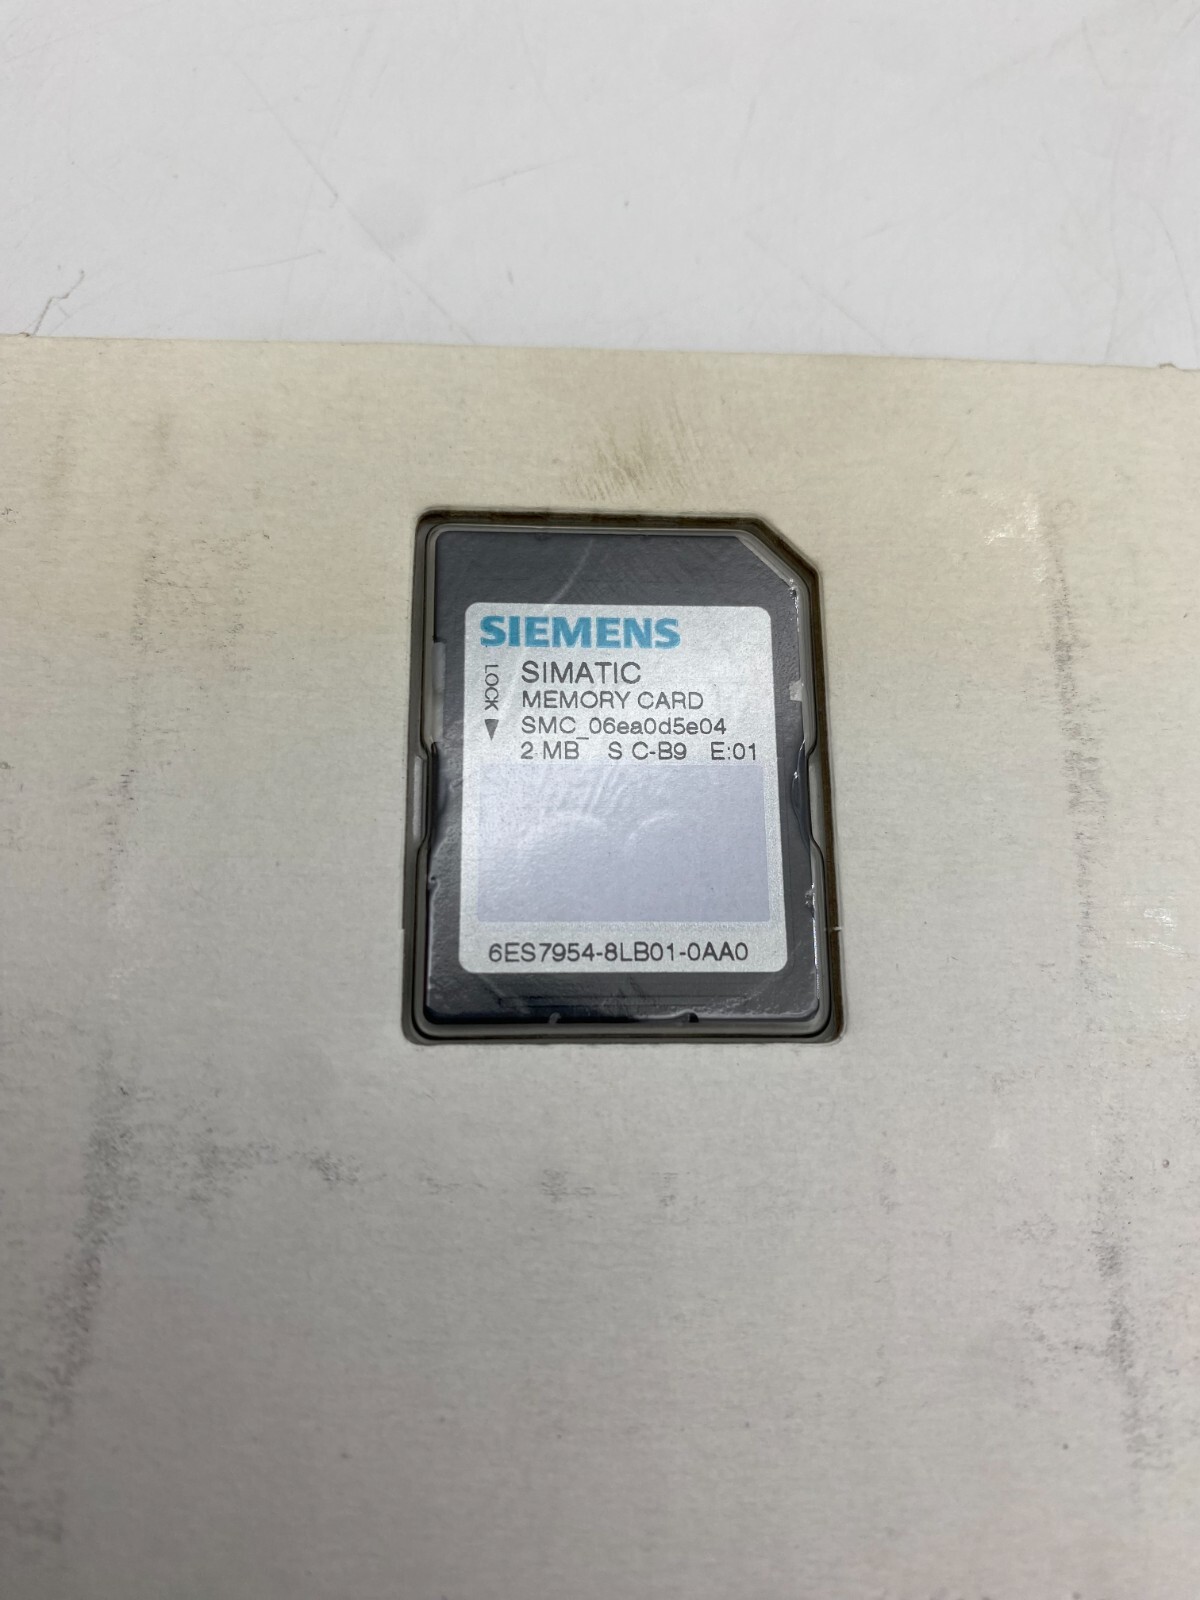 SIEMENS
LOCK
SIMATIC
MEMORY CARD
SMC_06ea0d5e04
2 MB S C-B9 E:01
6ES7954-8LB01-0AA0